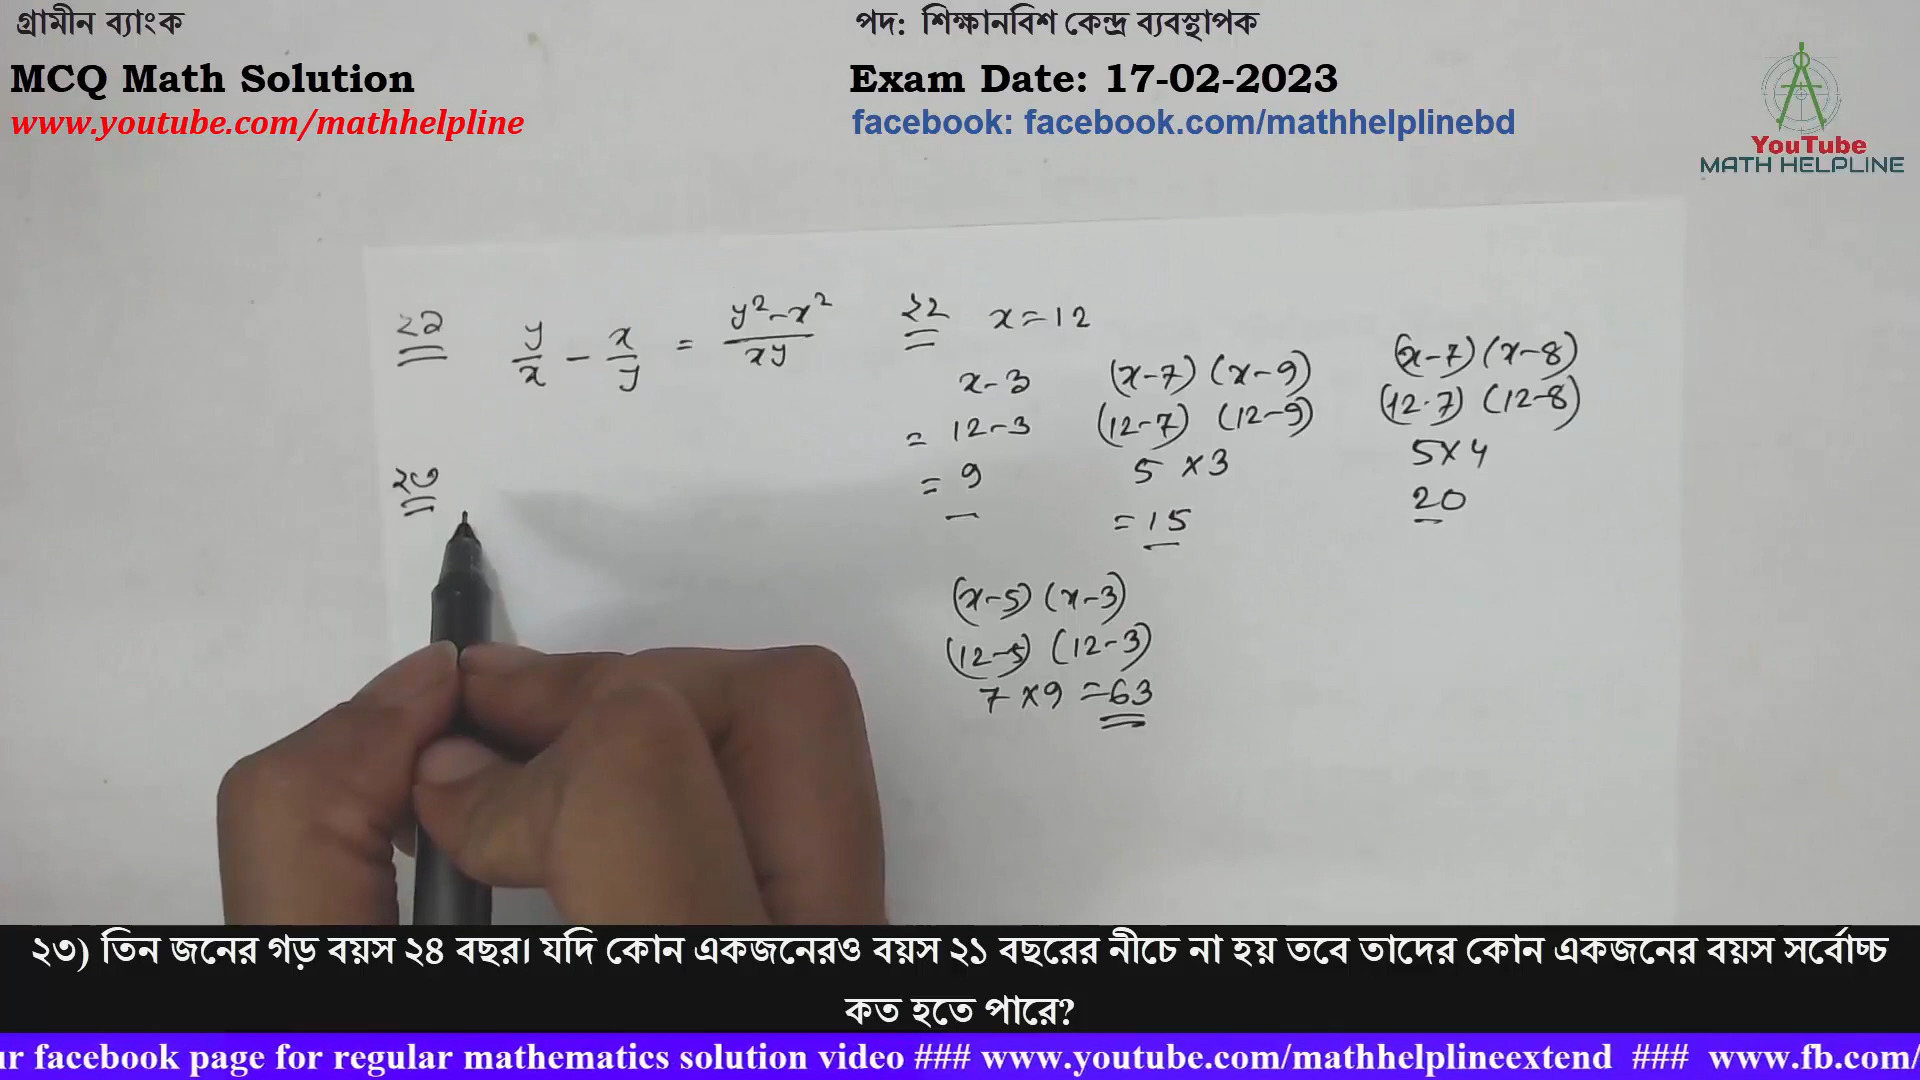 গ্রামীন ব্যাংক
পদ: শিক্ষানবিশ কেন্দ্র ব্যবস্থাপক
MCQ Math Solution
Exam Date: 17-02-2023
www.youtube.com/mathhelpline
facebook: facebook.com/mathhelplinebd
YouTube
MATH HELPLINE
y/x - x/y = y²-x²/xy
২২ x=12
x-3
= 12-3
= 9
(x-7) (x-9)
(12-7) (12-9)
5 x 3
= 15
(x-7) (x-8)
(12-7) (12-8)
5x4
20
২৩
(x-5) (x-3)
(12-5) (12-3)
7 x9 =63
২৩) তিন জনের গড় বয়স ২৪ বছর। যদি কোন একজনেরও বয়স ২১ বছরের নীচে না হয় তবে তাদের কোন একজনের বয়স সর্বোচ্চ
কত হতে পারে?
ur facebook page for regular mathematics solution video ### www.youtube.com/mathhelplineextend ### www.fb.com/